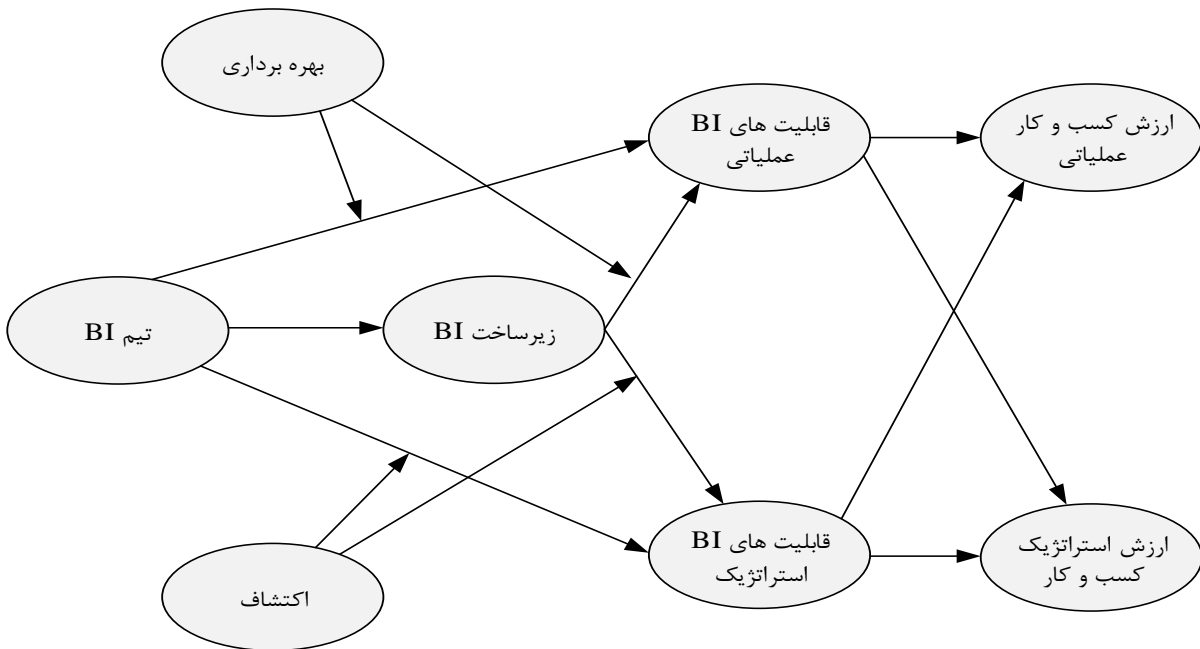 بهره برداری
قابلیت های BI
عملیاتی
ارزش کسب و کار
عملیاتی
تیم BI
زیرساخت BI
قابلیت های BI
استراتژیک
ارزش استراتژیک
کسب و کار
اکتشاف